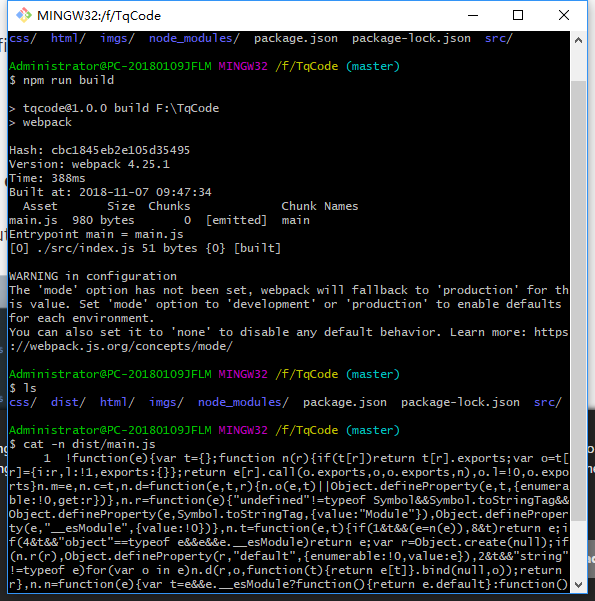 MINGW32:/f/TqCode
css/  html/  imgs/  node_modules/  package.json  package-lock.json  src/
Administrator@PC-20180109JFLM MINGW32 /f/TqCode (master)
$ npm run build
> tqcode@1.0.0 build F:\TqCode
> webpack
Hash: cbc1845eb2e105d35495
Version: webpack 4.25.1
Time: 388ms
Built at: 2018-11-07 09:47:34
  Asset       Size  Chunks             Chunk Names
main.js  980 bytes       0  [emitted]  main
Entrypoint main = main.js
[0] ./src/index.js 51 bytes {0} [built]
WARNING in configuration
The 'mode' option has not been set, webpack will fallback to 'production' for th
is value. Set 'mode' option to 'development' or 'production' to enable defaults
for each environment.
You can also set it to 'none' to disable any default behavior. Learn more: https
://webpack.js.org/concepts/mode/
Administrator@PC-20180109JFLM MINGW32 /f/TqCode (master)
$ ls
css/  dist/  html/  imgs/  node_modules/  package.json  package-lock.json  src/
Administrator@PC-20180109JFLM MINGW32 /f/TqCode (master)
$ cat -n dist/main.js
     1  !function(e){var t={};function n(r){if(t[r])return t[r].exports;var o=t[
r]={i:r,l:!1,exports:{}};return e[r].call(o.exports,o,o.exports,n),o.l=!0,o.expo
rts}n.m=e,n.c=t,n.d=function(e,t,r){n.o(e,t)||Object.defineProperty(e,t,{enumera
ble:!0,get:r})},n.r=function(e){"undefined"!=typeof Symbol&&Symbol.toStringTag&&
Object.defineProperty(e,Symbol.toStringTag,{value:"Module"}),Object.defineProper
ty(e,"__esModule",{value:!0})},n.t=function(e,t){if(1&t&&(e=n(e)),8&t)return e;i
f(4&t&&"object"==typeof e&&e&&e.__esModule)return e;var r=Object.create(null);if
(n.r(r),Object.defineProperty(r,"default",{enumerable:!0,value:e}),2&t&&"string"
!=typeof e)for(var o in e)n.d(r,o,function(t){return e[t]}.bind(null,o));return
r},n.n=function(e){var t=e&&e.__esModule?function(){return e.default}:function()